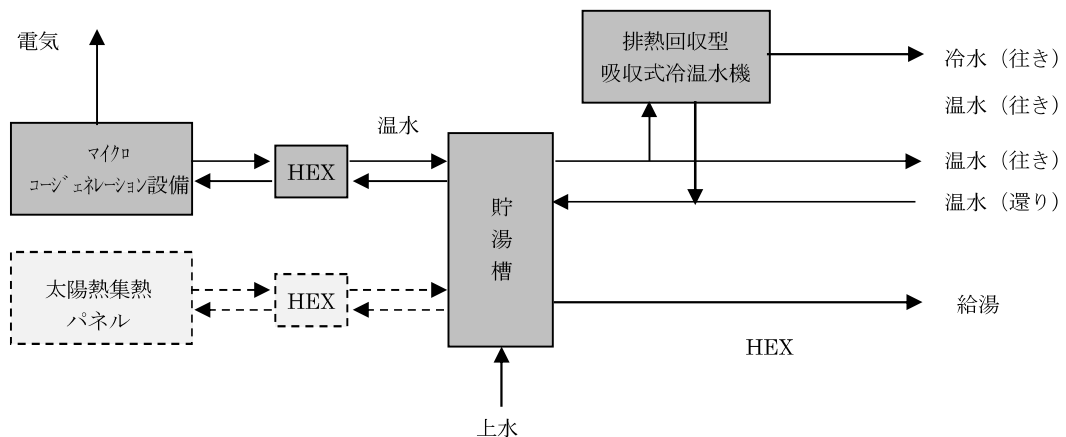 電気
排熱回収型
吸収式冷温水機
冷水（往き）
温水（往き）
温水
マイクロ
コージェネレーション設備
HEX
温水（往き）
温水（還り）
貯
湯
槽
太陽熱集熱
パネル
HEX
給湯
HEX
上水